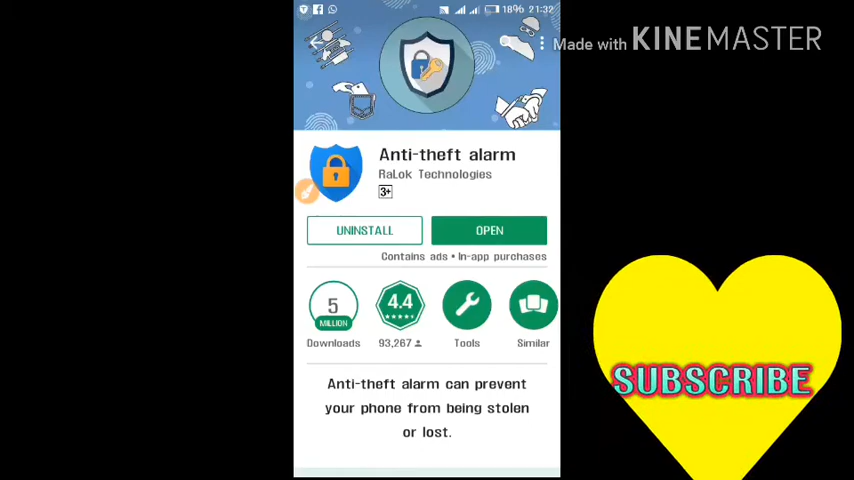 18% 21:32
Made with KINEMASTER
Anti-theft alarm
RaLok Technologies
3+
UNINSTALL OPEN
Contains ads • In-app purchases
5
MILLION
4.4
Downloads 93,267 Tools Similar
Anti-theft alarm can prevent
your phone from being stolen
or lost.
SUBSCRIBE